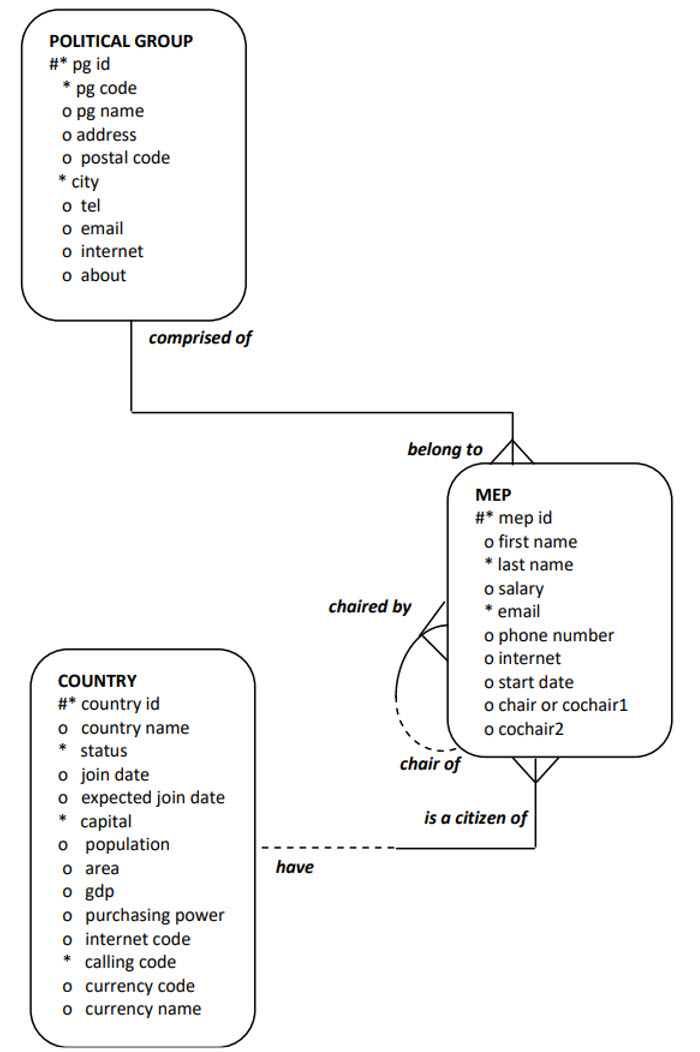 POLITICAL GROUP
#* pg id
* pg code
o pg name
o address
o postal code
* city
o tel
o email
o internet
o about
comprised of
belong to
MEP
#* mep id
o first name
* last name
o salary
* email
o phone number
o internet
o start date
o chair or cochair1
o cochair2
chaired by
chair of
is a citizen of
have
COUNTRY
#* country id
o country name
* status
o join date
o expected join date
* capital
o population
o area
o gdp
o purchasing power
o internet code
* calling code
o currency code
o currency name